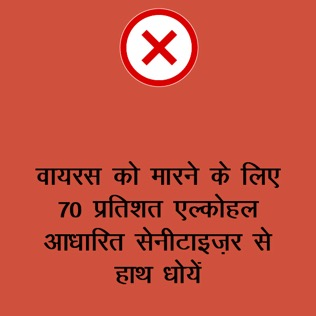 वायरस को मारने के लिए
70 प्रतिशत एल्कोहल
आधारित सेनीटाइज़र से
हाथ धोयें